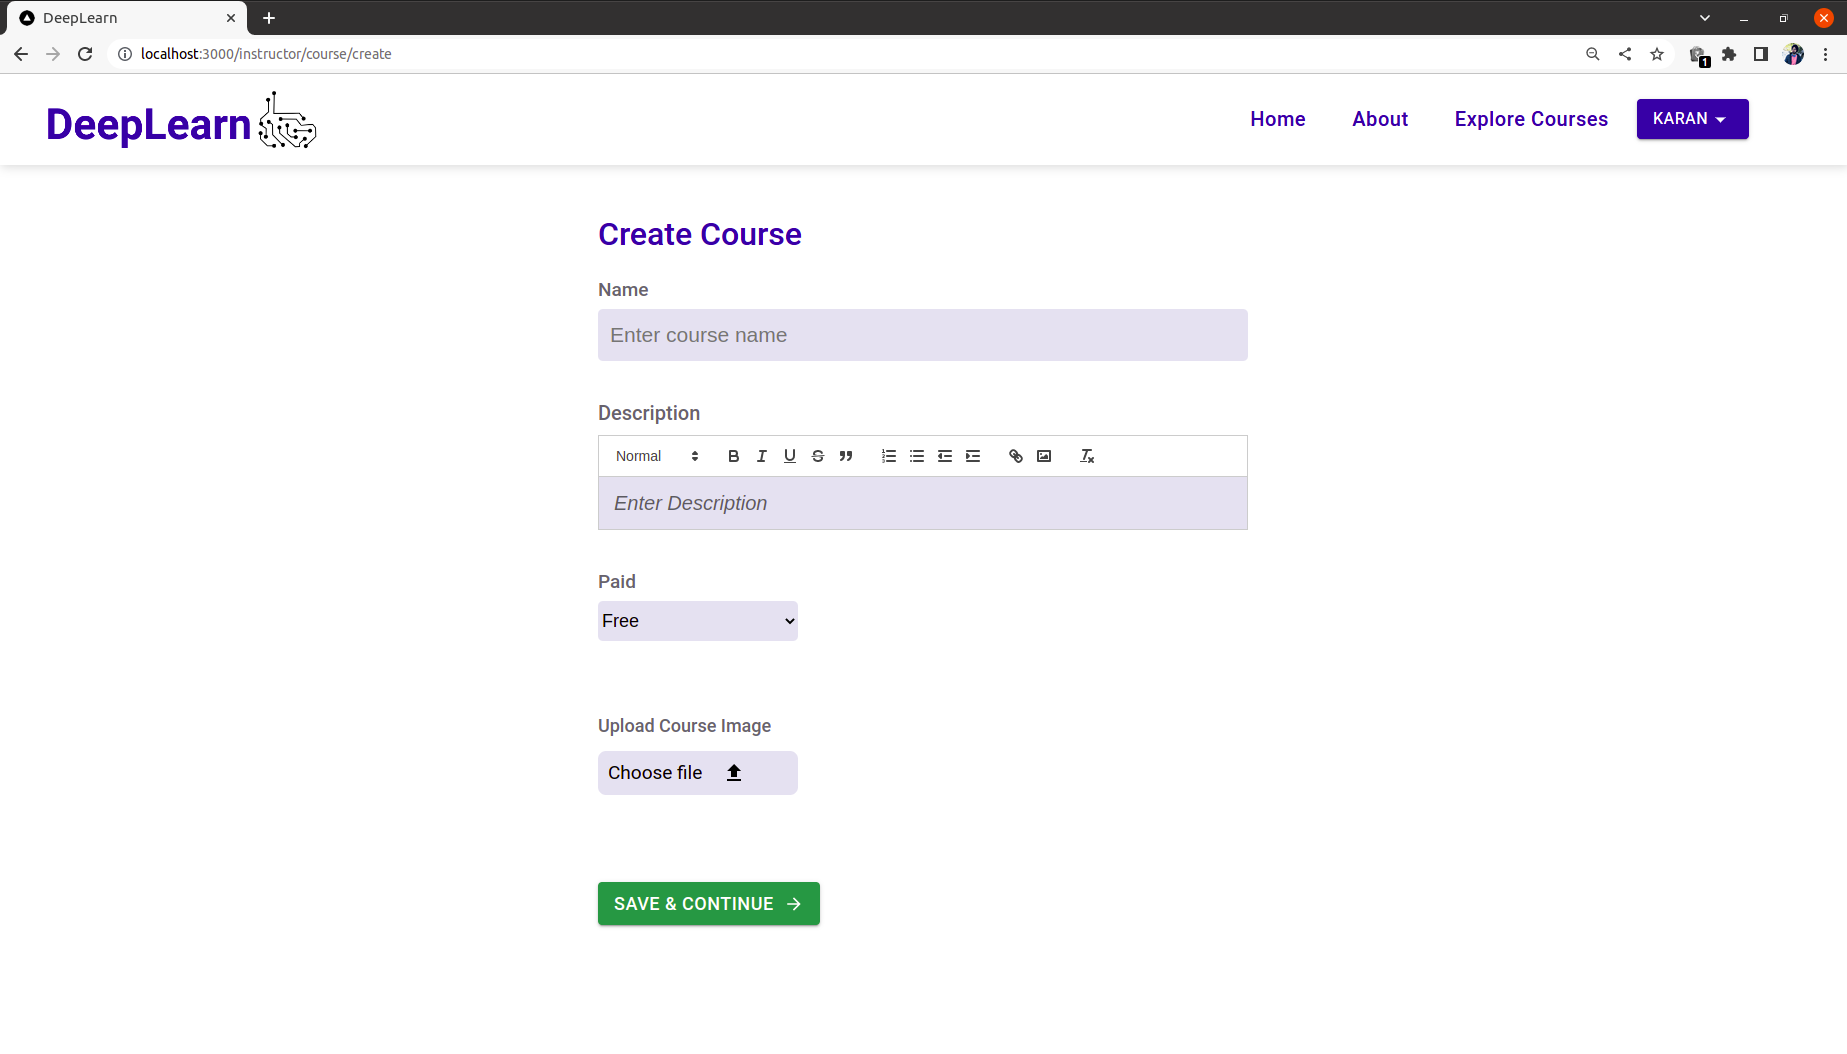 DeepLearn
localhost:3000/instructor/course/create
1
DeepLearn
Home About Explore Courses KARAN
Create Course
Name
Enter course name
Description
Normal
Enter Description
Paid
Free
Upload Course Image
Choose file
SAVE & CONTINUE